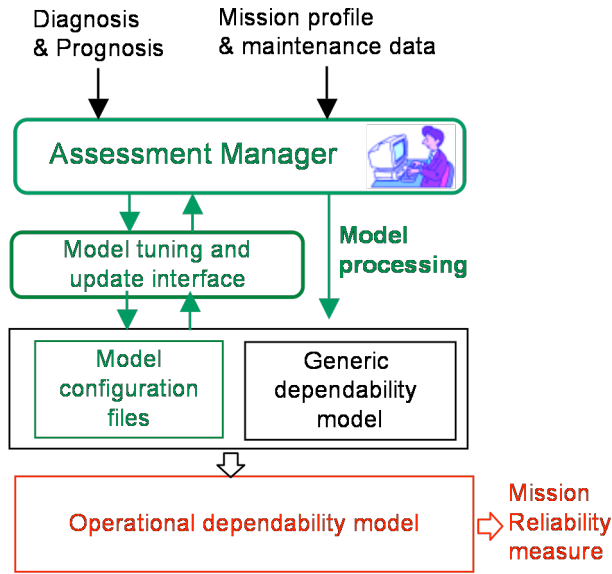 Diagnosis
& Prognosis
Mission profile
& maintenance data
Assessment Manager
Model tuning and
update interface
Model
processing
Model
configuration
files
Generic
dependability
model
Operational dependability model
Mission
Reliability
measure